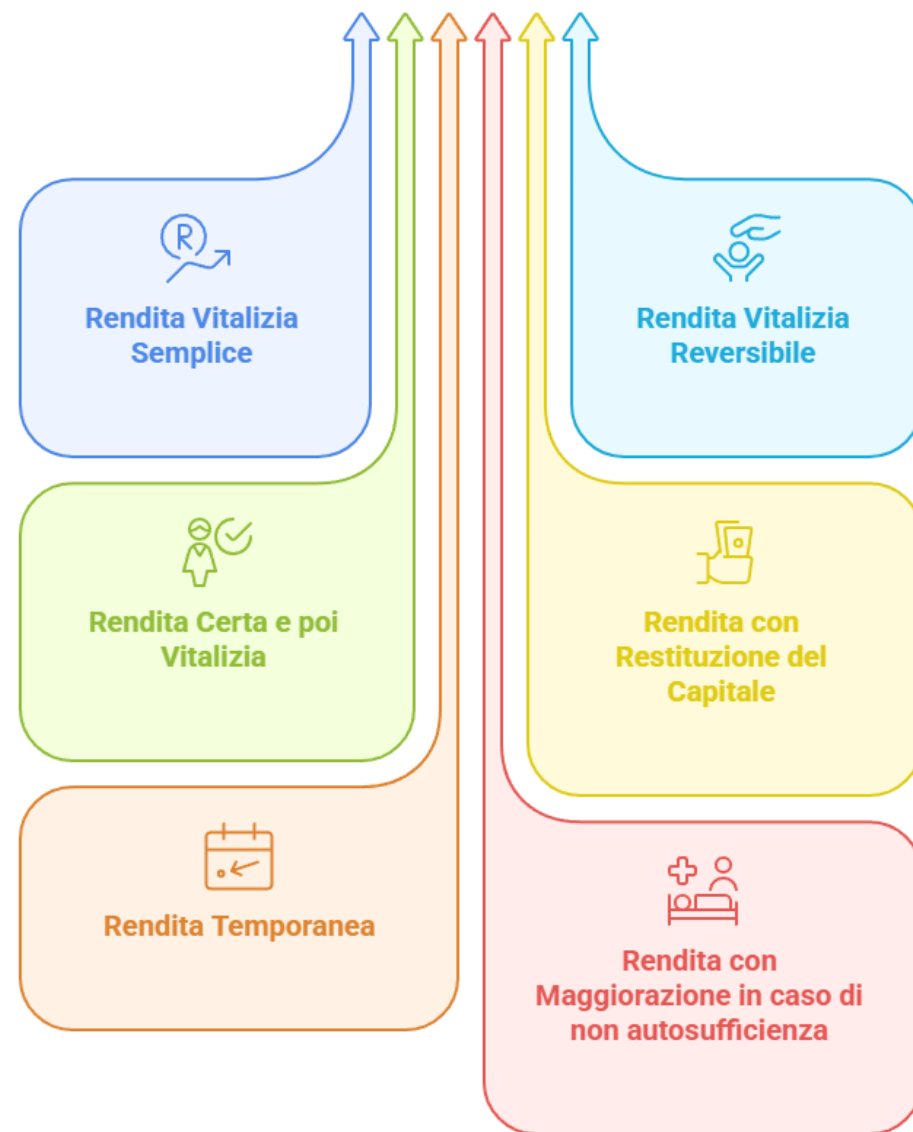 Rendita Vitalizia
Semplice
Rendita Vitalizia
Reversibile
Rendita Certa e poi
Vitalizia
Rendita con
Restituzione del
Capitale
Rendita Temporanea
Rendita con
Maggiorazione in caso di
non autosufficienza